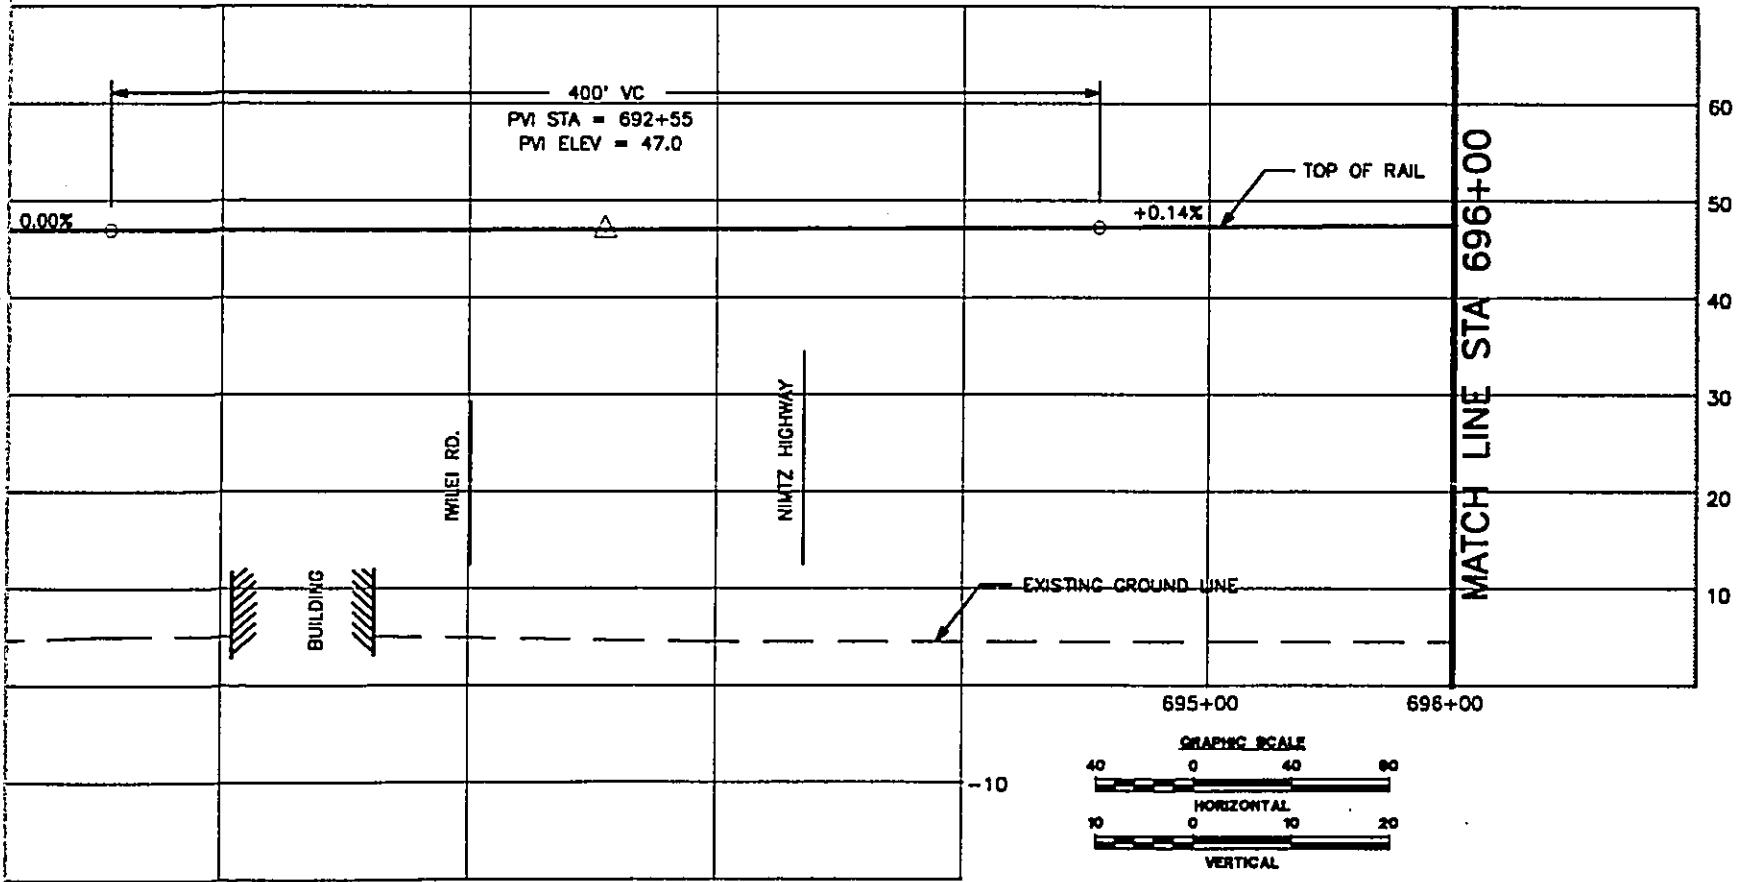 400' VC
PVI STA = 692+55
PVI ELEV = 47.0
60
TOP OF RAIL
0.00%
+0.14%
50
40
MATCH LINE STA 696+00
30
IWILEI RD.
NIMTZ HIGHWAY
20
BUILDING
EXISTING GROUND LINE
10
695+00
696+00
GRAPHIC SCALE
40 0 40 80
HORIZONTAL
-10
10 0 10 20
VERTICAL